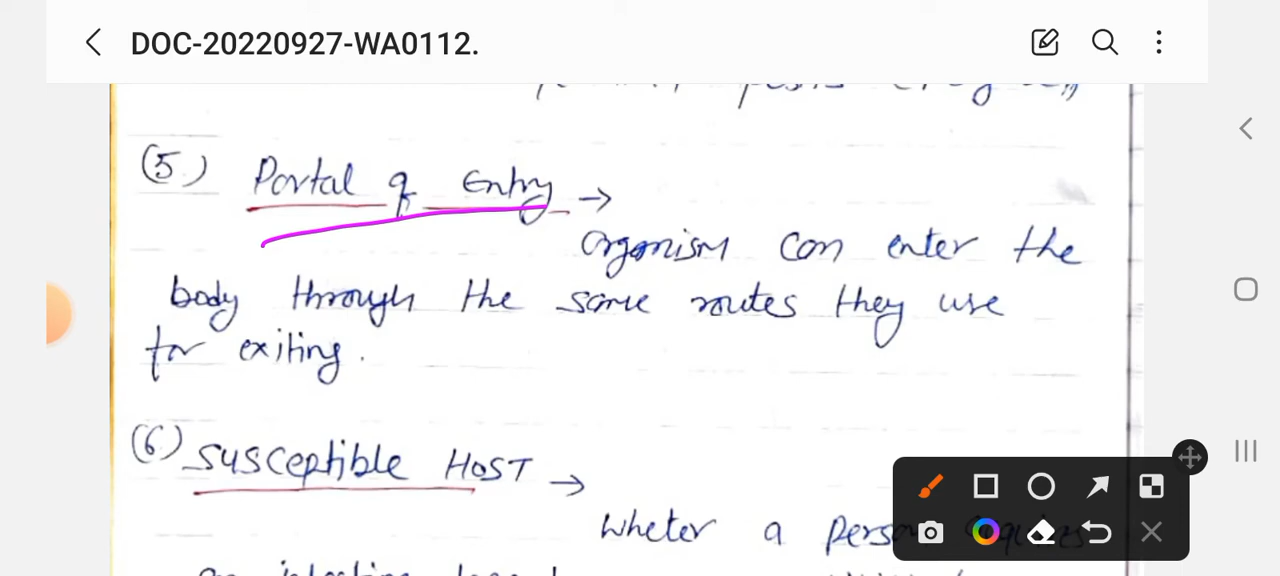 DOC-20220927-WA0112.
(5) Portal of Entry →
Organism can enter the
body through the same routes they use
for exiting.
(6) Susceptible HOST →
Wheter a